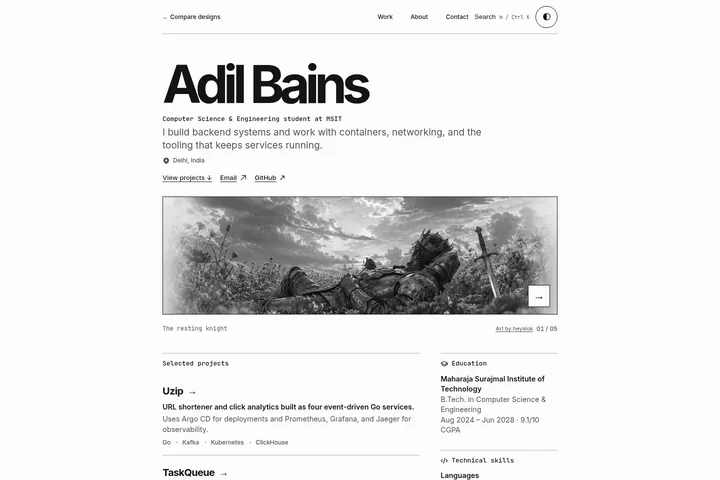 ← Compare designs
Work About Contact Search ⌘ / Ctrl K
Adil Bains
Computer Science & Engineering student at MSIT
I build backend systems and work with containers, networking, and the
tooling that keeps services running.
Delhi, India
View projects ↓ Email ↗ GitHub ↗
→
The resting knight
Art by heyalok 01 / 05
Selected projects
Uzip →
URL shortener and click analytics built as four event-driven Go services.
Uses Argo CD for deployments and Prometheus, Grafana, and Jaeger for
observability.
Go · Kafka · Kubernetes · ClickHouse
TaskQueue →
Education
Maharaja Surajmal Institute of
Technology
B.Tech. in Computer Science &
Engineering
Aug 2024 – Jun 2028 · 9.1/10
CGPA
Technical skills
Languages